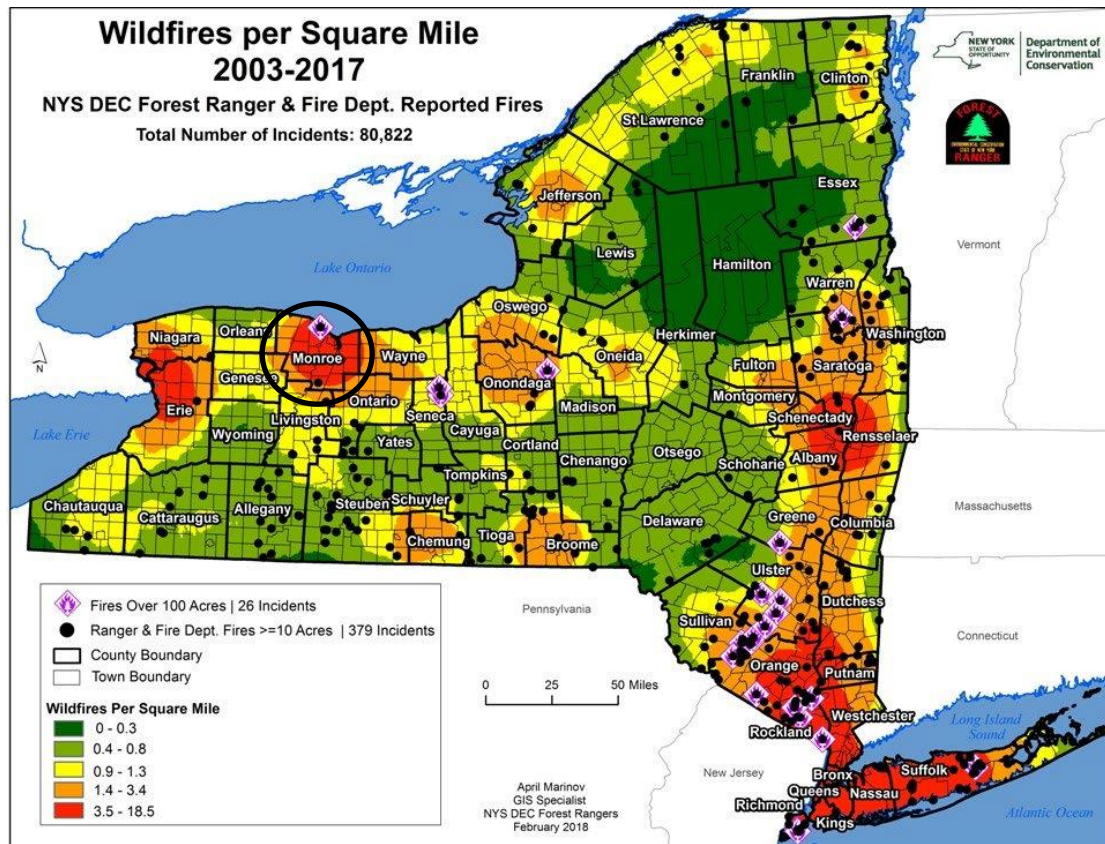 Wildfires per Square Mile
2003-2017
NYS DEC Forest Ranger & Fire Dept. Reported Fires
Total Number of Incidents: 80,822
NEW YORK
STATE OF
OPPORTUNITY
Department of
Environmental
Conservation
FOREST
ENVIRONMENTAL CONSERVATION
STATE OF NEW YORK
RANGER
Franklin
Clinton
St Lawrence
Essex
Jefferson
Lewis
Hamilton
Vermont
Lake Ontario
Warren
Oswego
Washington
Herkimer
Niagara
Orleans
Monroe
Wayne
Oneida
Fulton
Saratoga
Genesee
Onondaga
Montgomery
Ontario
Seneca
Madison
Schenectady
Erie
Livingston
Cayuga
Rensselaer
Lake Erie
Wyoming
Yates
Cortland
Otsego
Albany
Chenango
Schoharie
Tompkins
Chautauqua
Cattaraugus
Allegany
Steuben
Schuyler
Massachusetts
Delaware
Greene
Columbia
Chemung
Tioga
Broome
Ulster
N
Fires Over 100 Acres | 26 Incidents
Ranger & Fire Dept. Fires >=10 Acres | 379 Incidents
County Boundary
Town Boundary
Wildfires Per Square Mile
0 - 0.3
0.4 - 0.8
0.9 - 1.3
1.4 - 3.4
3.5 - 18.5
Pennsylvania
Sullivan
Dutchess
Connecticut
Orange
Putnam
0 25 50 Miles
Westchester
Rockland
Long Island
Sound
New Jersey
Bronx
Suffolk
Queens
Nassau
Richmond
Kings
Atlantic Ocean
April Marinov
GIS Specialist
NYS DEC Forest Rangers
February 2018